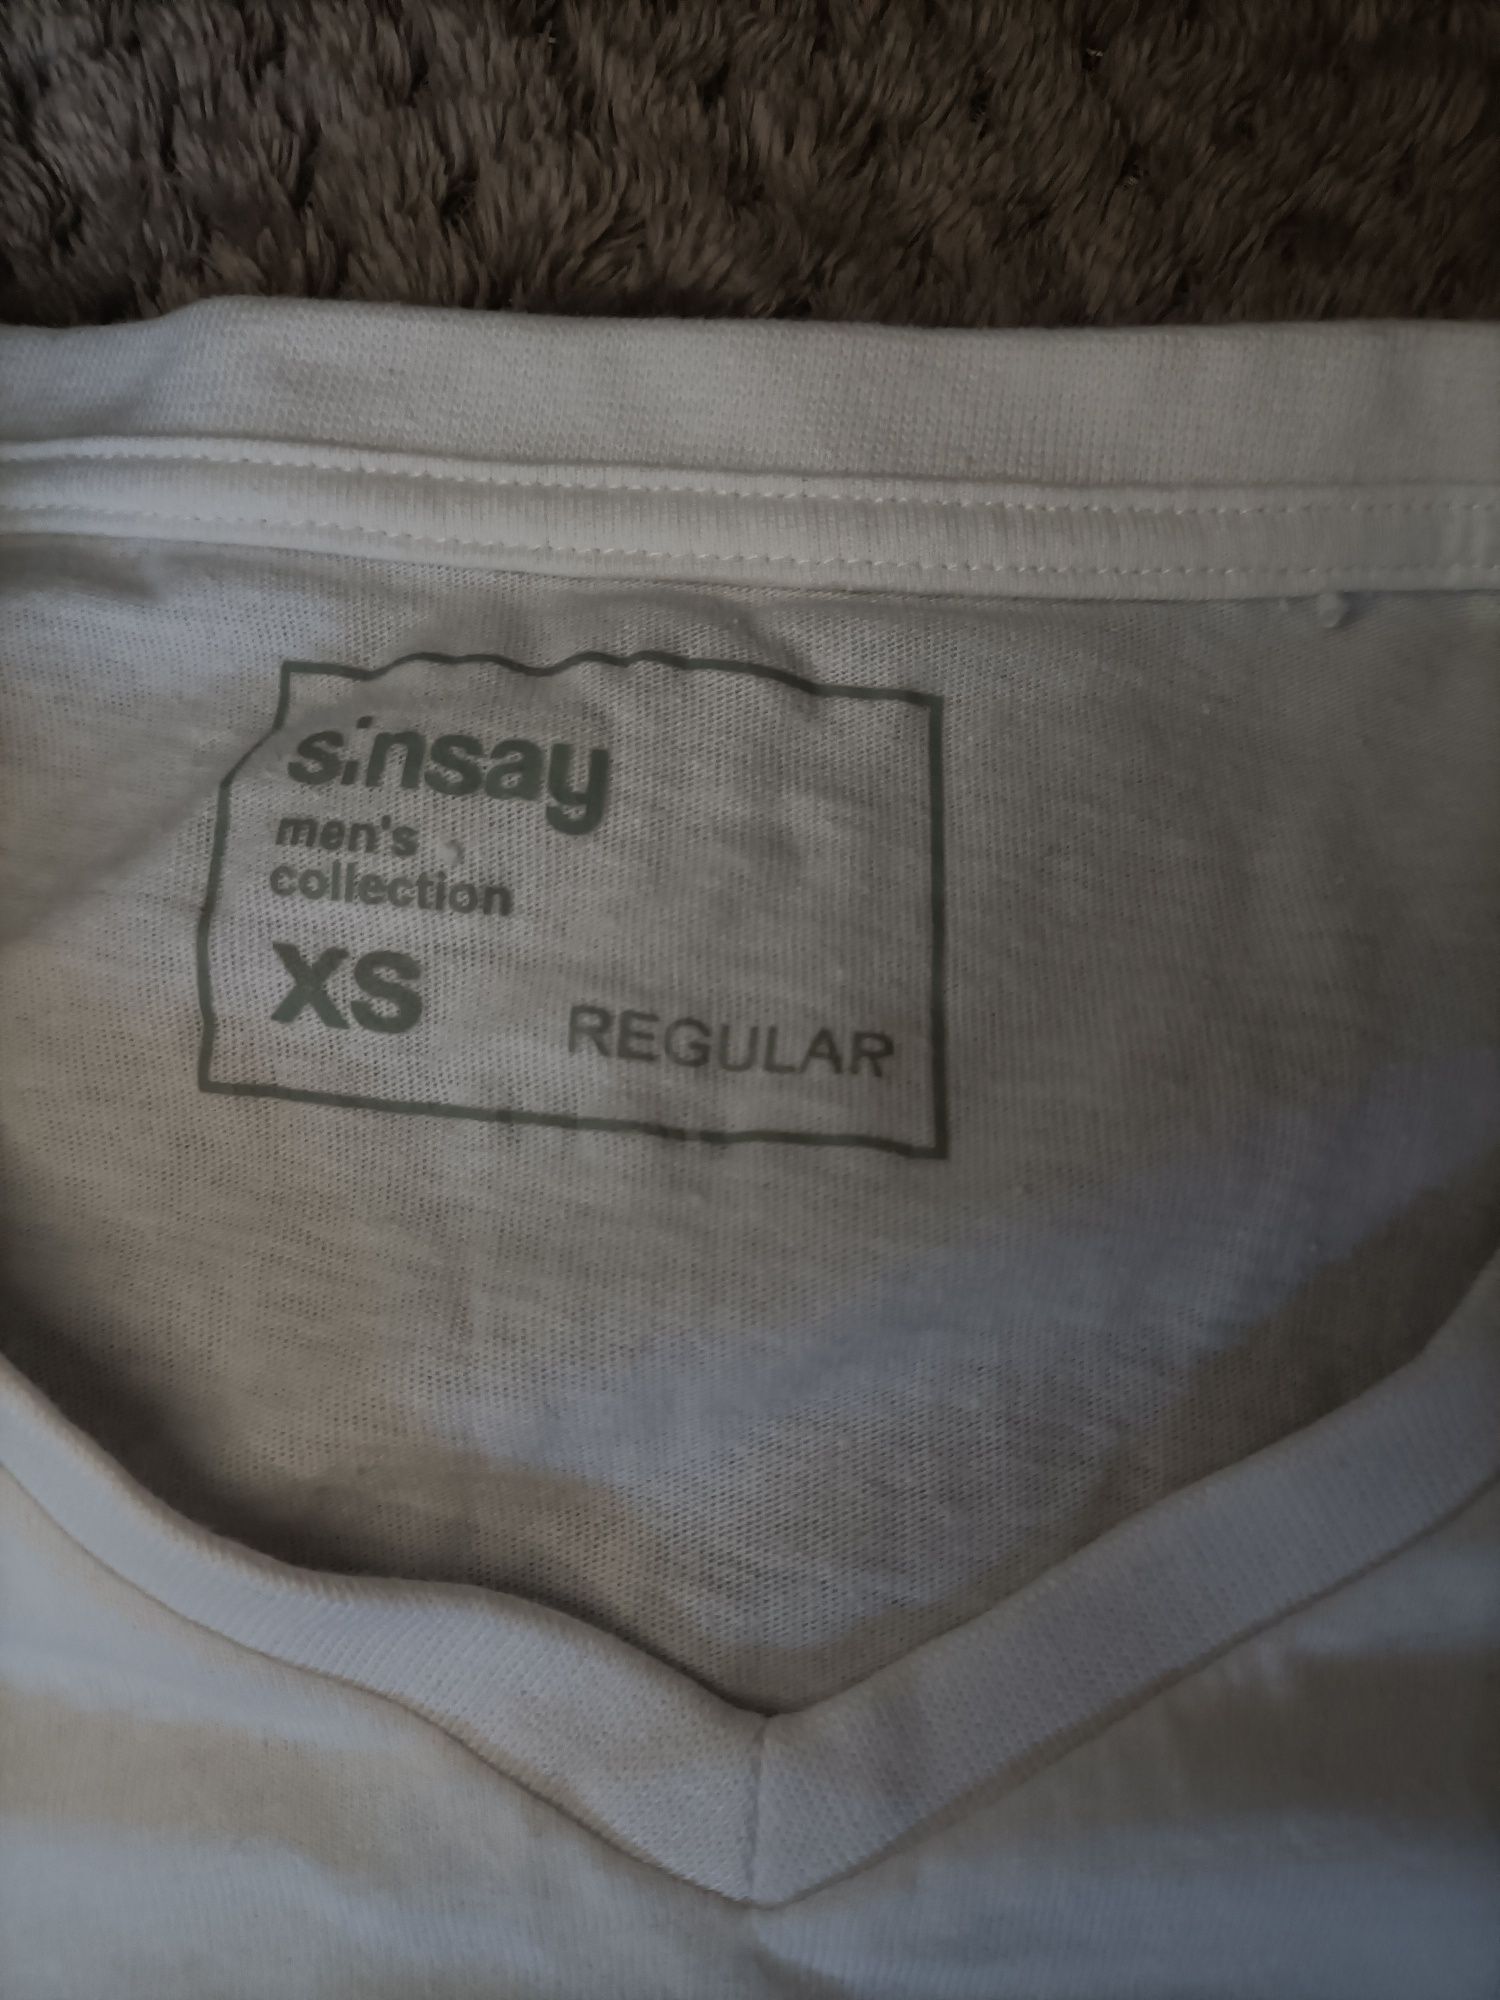 sinsay
men's
collection
XS
REGULAR